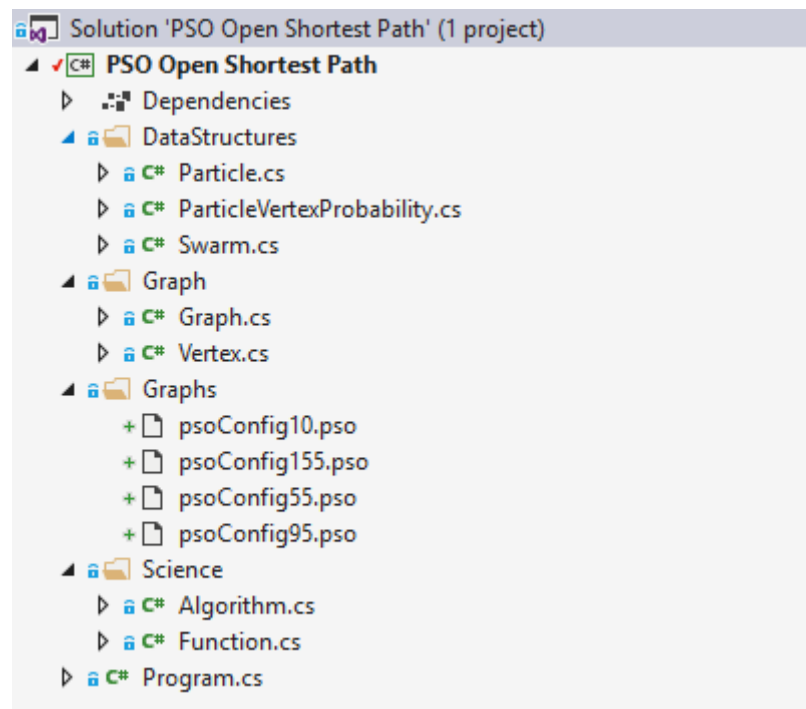 Solution 'PSO Open Shortest Path' (1 project)
C# PSO Open Shortest Path
Dependencies
DataStructures
C# Particle.cs
C# ParticleVertexProbability.cs
C# Swarm.cs
Graph
C# Graph.cs
C# Vertex.cs
Graphs
psoConfig10.pso
psoConfig155.pso
psoConfig55.pso
psoConfig95.pso
Science
C# Algorithm.cs
C# Function.cs
C# Program.cs